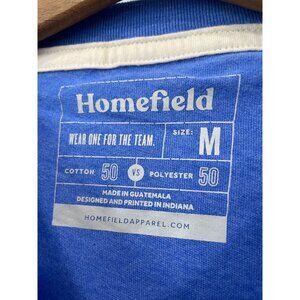 Homefield
WEAR ONE FOR THE TEAM.
SIZE: M
COTTON 50 VS POLYESTER 50
MADE IN GUATEMALA
DESIGNED AND PRINTED IN INDIANA
HOMEFIELDAPPAREL.COM